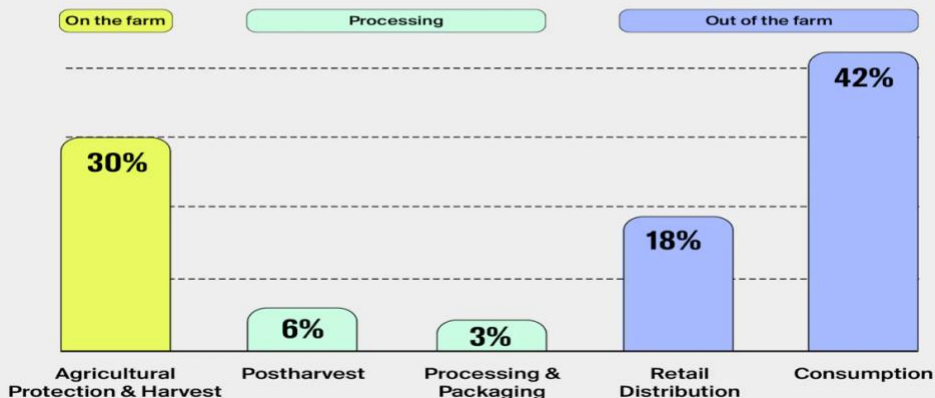 On the farm
Processing
Out of the farm
30%
6%
3%
18%
42%
Agricultural
Protection & Harvest
Postharvest
Processing &
Packaging
Retail
Distribution
Consumption